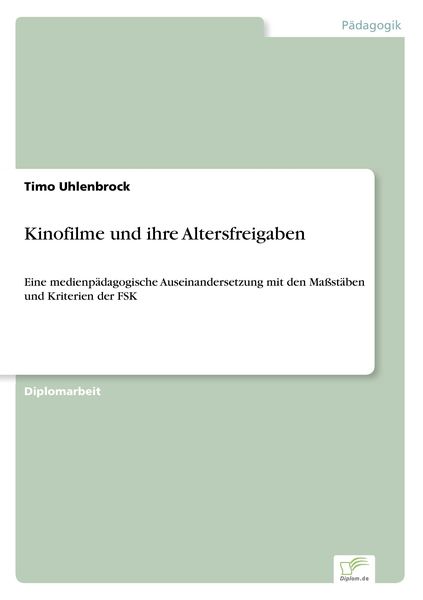 Pädagogik
Timo Uhlenbrock
Kinofilme und ihre Altersfreigaben
Eine medienpädagogische Auseinandersetzung mit den Maßstäben
und Kriterien der FSK
Diplomarbeit
Diplom.de